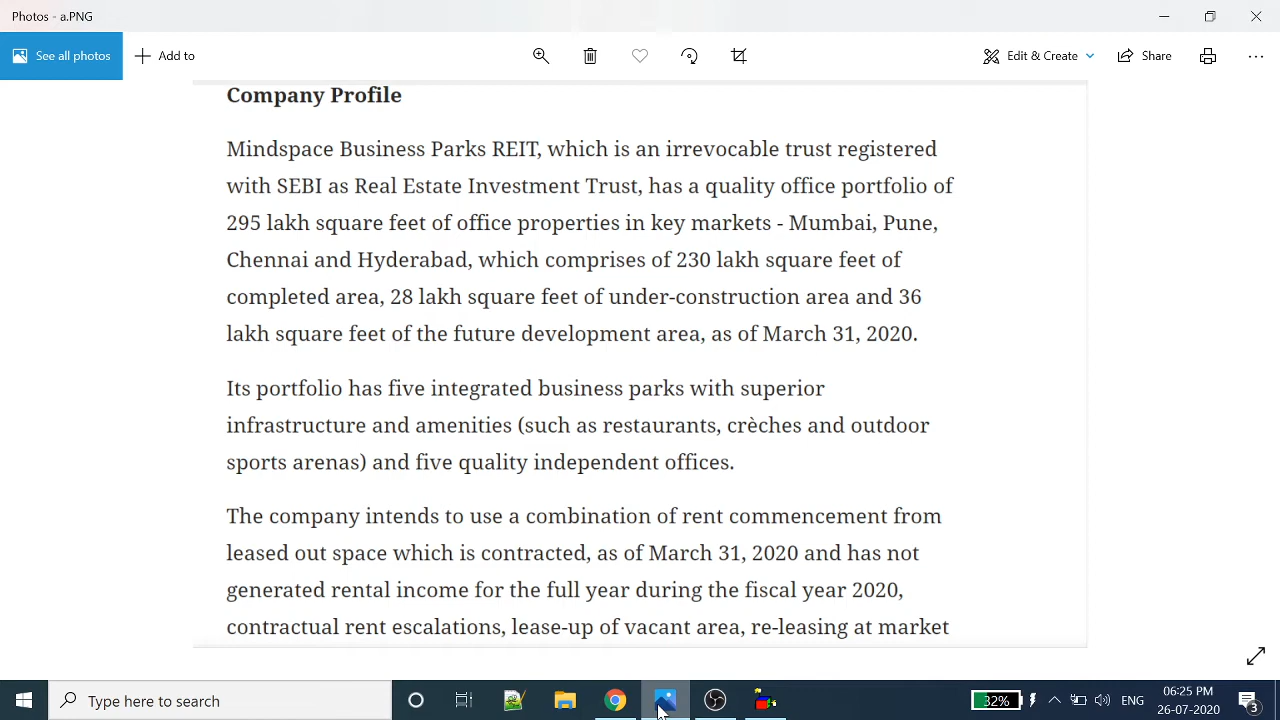 Photos - a.PNG
See all photos
Add to
Edit & Create
Share
Company Profile
Mindspace Business Parks REIT, which is an irrevocable trust registered
with SEBI as Real Estate Investment Trust, has a quality office portfolio of
295 lakh square feet of office properties in key markets - Mumbai, Pune,
Chennai and Hyderabad, which comprises of 230 lakh square feet of
completed area, 28 lakh square feet of under-construction area and 36
lakh square feet of the future development area, as of March 31, 2020.
Its portfolio has five integrated business parks with superior
infrastructure and amenities (such as restaurants, crèches and outdoor
sports arenas) and five quality independent offices.
The company intends to use a combination of rent commencement from
leased out space which is contracted, as of March 31, 2020 and has not
generated rental income for the full year during the fiscal year 2020,
contractual rent escalations, lease-up of vacant area, re-leasing at market
Type here to search
32%
ENG
06:25 PM
26-07-2020
3